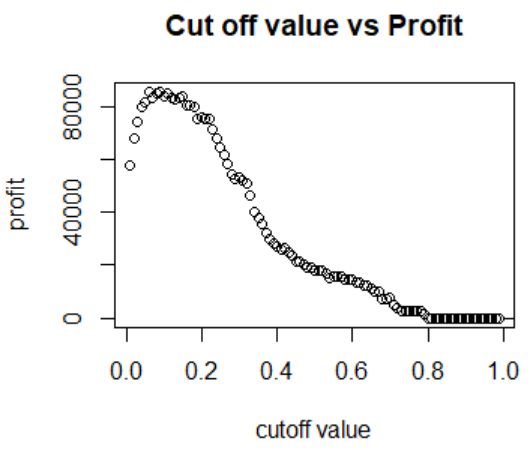 Cut off value vs Profit
profit
80000
40000
0
0.0 0.2 0.4 0.6 0.8 1.0
cutoff value